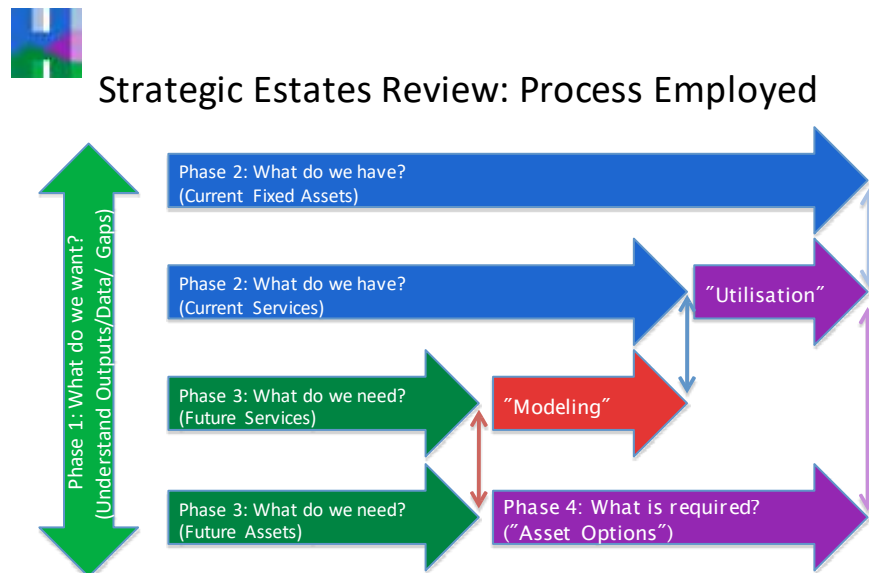 Strategic Estates Review: Process Employed
Phase 1: What do we want?
(Understand Outputs/Data/ Gaps)
Phase 2: What do we have?
(Current Fixed Assets)
Phase 2: What do we have?
(Current Services)
"Utilisation"
Phase 3: What do we need?
(Future Services)
"Modeling"
Phase 3: What do we need?
(Future Assets)
Phase 4: What is required?
("Asset Options")